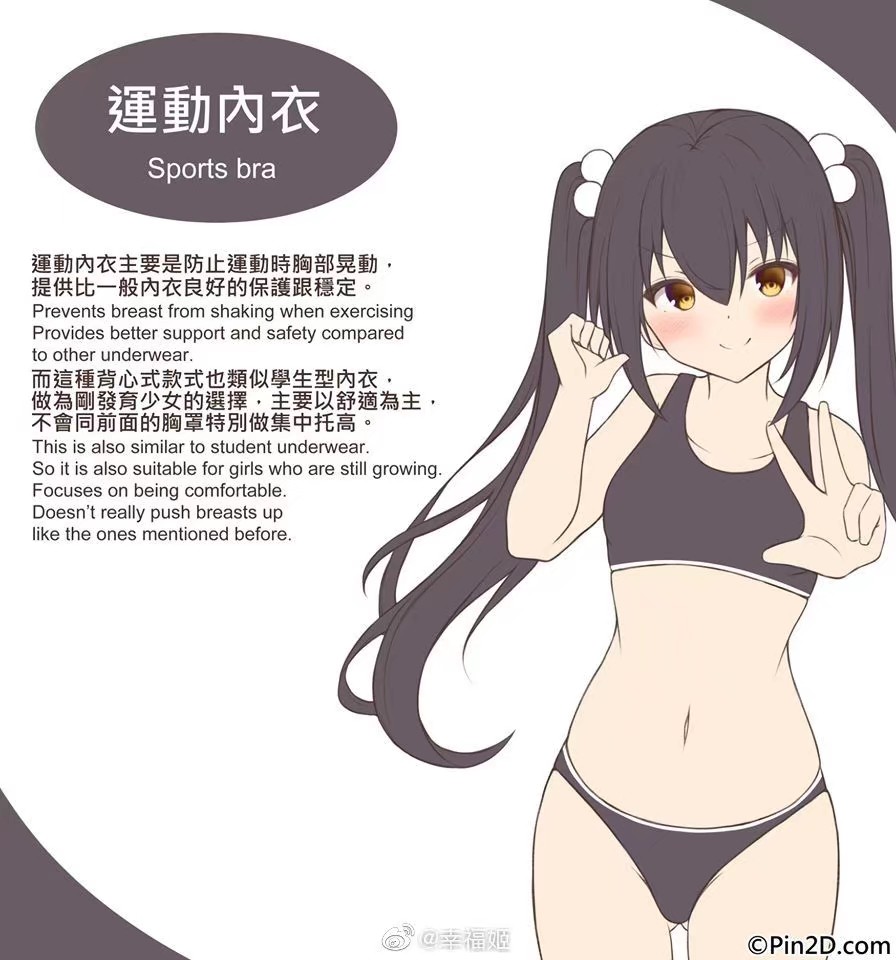 運動內衣
Sports bra
運動內衣主要是防止運動時胸部晃動，
提供比一般內衣良好的保護跟穩定。
Prevents breast from shaking when exercising
Provides better support and safety compared
to other underwear.
而這種背心式款式也類似學生型內衣，
做為剛發育少女的選擇，主要以舒適為主，
不會同前面的胸罩特別做集中托高。
This is also similar to student underwear.
So it is also suitable for girls who are still growing.
Focuses on being comfortable.
Doesn't really push breasts up
like the ones mentioned before.
@幸福姬
©Pin2D.com